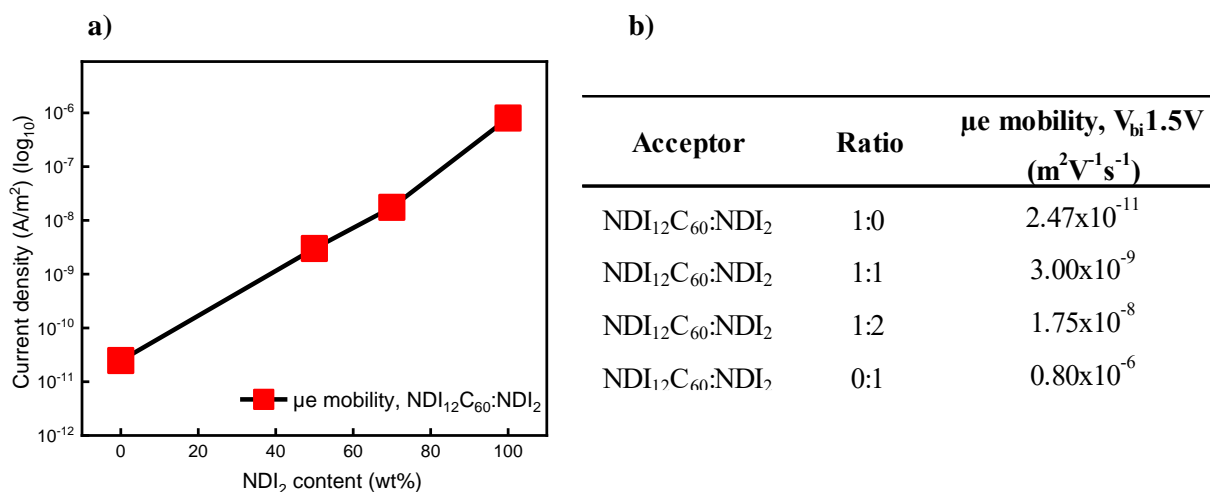 a)
Current density (A/m²) (log₁₀)
10⁻⁶
10⁻⁷
10⁻⁸
10⁻⁹
10⁻¹⁰
10⁻¹¹
10⁻¹²
0 20 40 60 80 100
NDI₂ content (wt%)
µe mobility, NDI₁₂C₆₀:NDI₂
b)
Acceptor Ratio µe mobility, V_bi1.5V
(m²V⁻¹s⁻¹)
NDI₁₂C₆₀:NDI₂ 1:0 2.47x10⁻¹¹
NDI₁₂C₆₀:NDI₂ 1:1 3.00x10⁻⁹
NDI₁₂C₆₀:NDI₂ 1:2 1.75x10⁻⁸
NDI₁₂C₆₀:NDI₂ 0:1 0.80x10⁻⁶